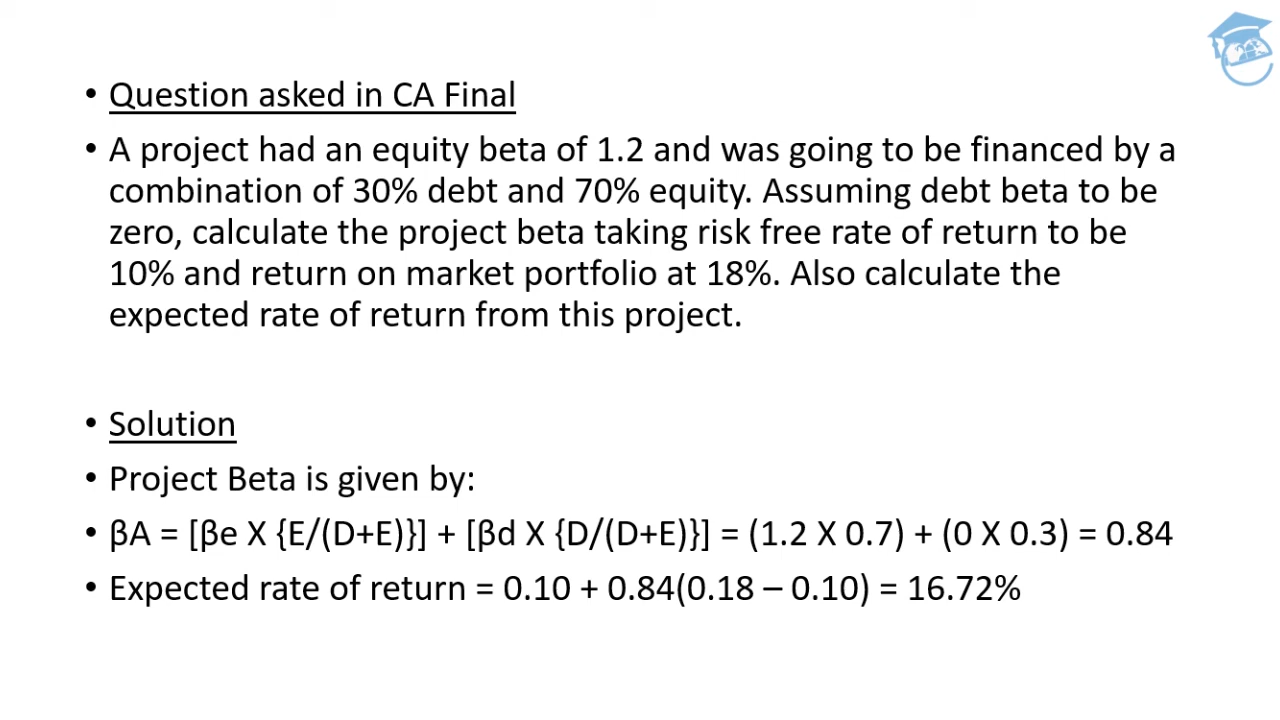 • Question asked in CA Final
• A project had an equity beta of 1.2 and was going to be financed by a
combination of 30% debt and 70% equity. Assuming debt beta to be
zero, calculate the project beta taking risk free rate of return to be
10% and return on market portfolio at 18%. Also calculate the
expected rate of return from this project.
• Solution
• Project Beta is given by:
• βA = [βe X {E/(D+E)}] + [βd X {D/(D+E)}] = (1.2 X 0.7) + (0 X 0.3) = 0.84
• Expected rate of return = 0.10 + 0.84(0.18 – 0.10) = 16.72%